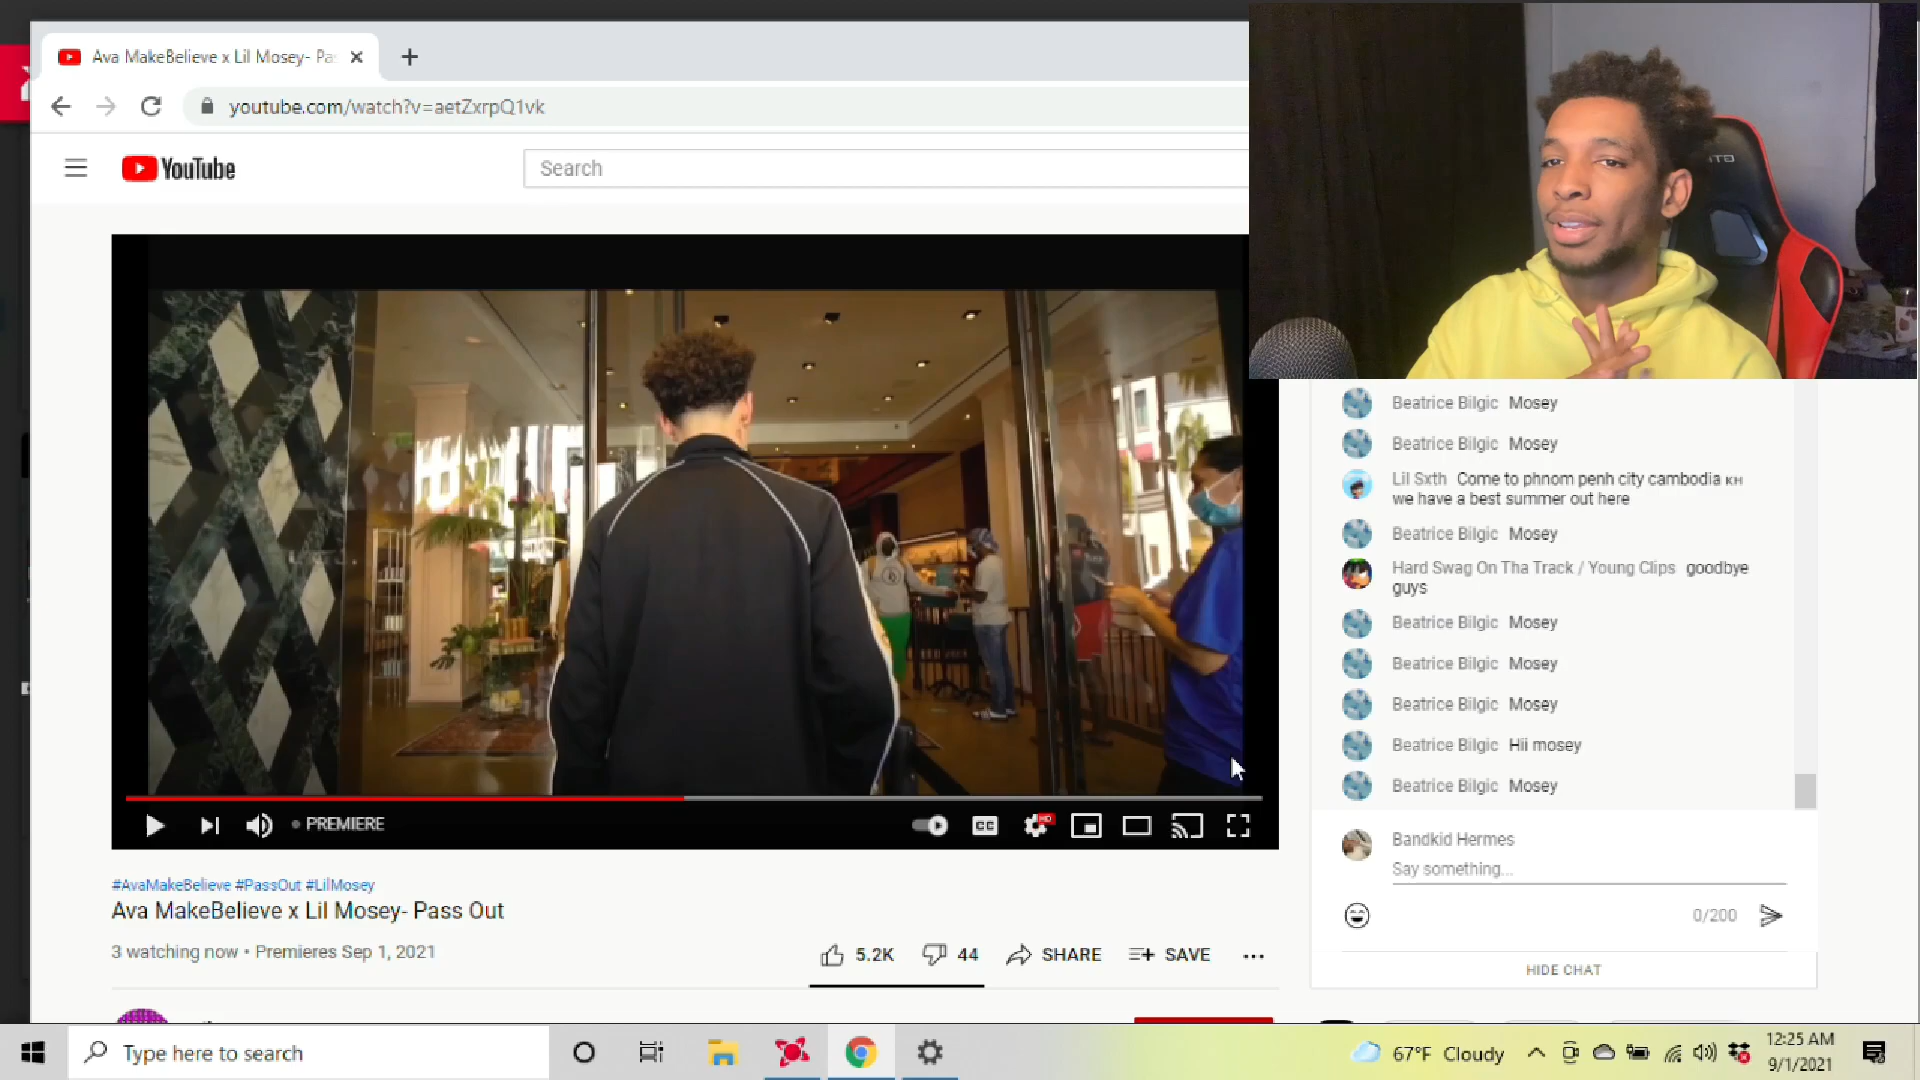 Ava MakeBelieve x Lil Mosey- Pa
youtube.com/watch?v=aetZxrpQ1vk
YouTube
Search
Beatrice Bilgic Mosey
Beatrice Bilgic Mosey
Lil Sxth Come to phnom penh city cambodia KH
we have a best summer out here
Beatrice Bilgic Mosey
Hard Swag On Tha Track / Young Clips goodbye
guys
Beatrice Bilgic Mosey
Beatrice Bilgic Mosey
Beatrice Bilgic Mosey
Beatrice Bilgic Hii mosey
Beatrice Bilgic Mosey
PREMIERE
CC
HD
Bandkid Hermes
Say something...
0/200
HIDE CHAT
#AvaMakeBelieve #PassOut #LilMosey
Ava MakeBelieve x Lil Mosey- Pass Out
3 watching now • Premieres Sep 1, 2021
5.2K 44 SHARE SAVE
Type here to search
67°F Cloudy
12:25 AM
9/1/2021